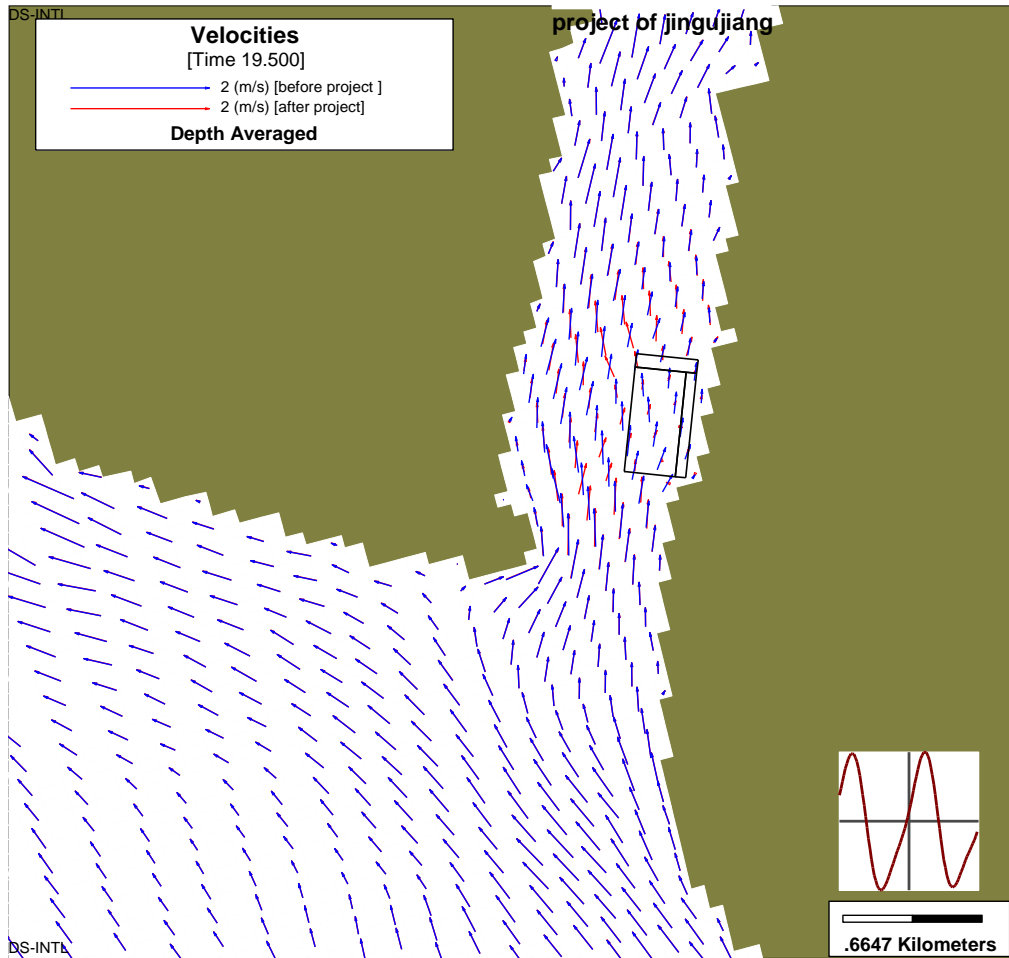 DS-INTL
project of jingujiang
Velocities
[Time 19.500]
2 (m/s) [before project ]
2 (m/s) [after project]
Depth Averaged
.6647 Kilometers
DS-INTL